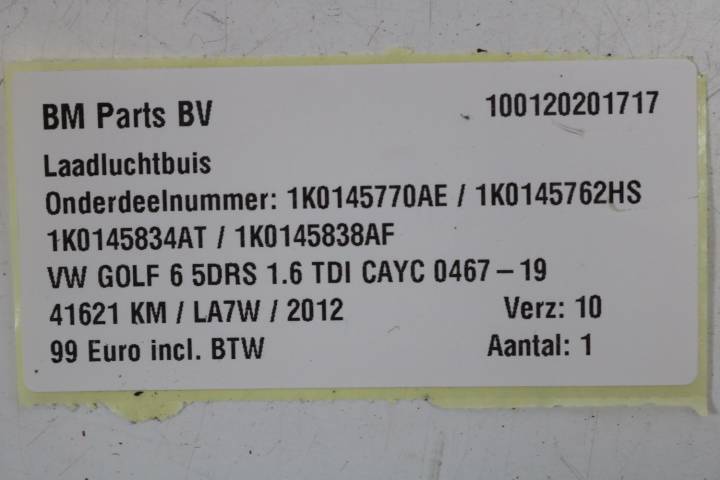 BM Parts BV 100120201717
Laadluchtbuis
Onderdeelnummer: 1K0145770AE / 1K0145762HS
1K0145834AT / 1K0145838AF
VW GOLF 6 5DRS 1.6 TDI CAYC 0467 – 19
41621 KM / LA7W / 2012 Verz: 10
99 Euro incl. BTW Aantal: 1